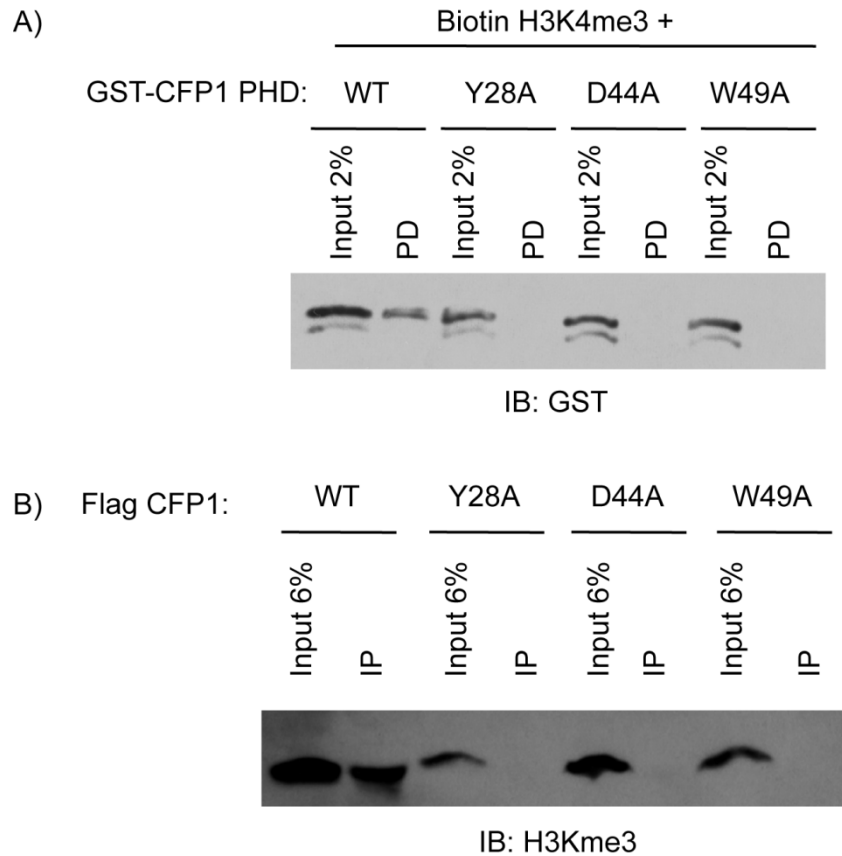 A)
Biotin H3K4me3 +
GST-CFP1 PHD: WT Y28A D44A W49A
Input 2% PD Input 2% PD Input 2% PD Input 2% PD
IB: GST
B) Flag CFP1: WT Y28A D44A W49A
Input 6% IP Input 6% IP Input 6% IP Input 6% IP
IB: H3Kme3